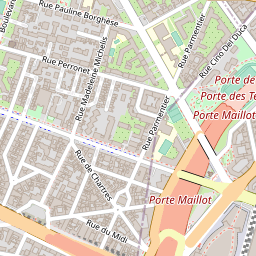 Rue Pauline Borghèse
Rue Madeleine Michelis
Rue Parmentier
Rue Cino Del Duca
Rue Perronet
Porte de
Porte des Te
Porte Maillot
Rue Parmentier
Rue de Chartres
Porte Maillot
Rue du Midi